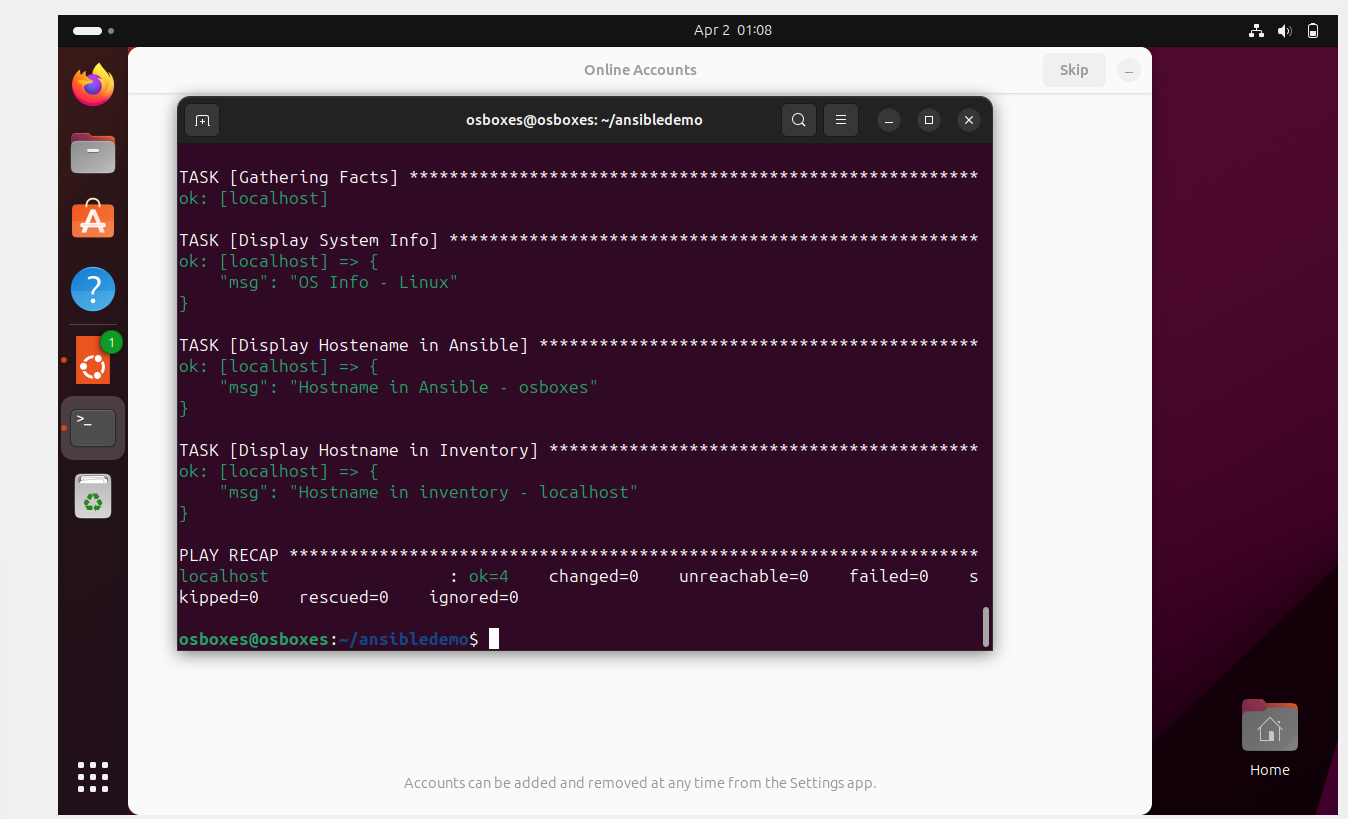 Apr 2 01:08
Online Accounts
Skip
osboxes@osboxes: ~/ansibledemo
TASK [Gathering Facts] *********************************************************
ok: [localhost]
TASK [Display System Info] *****************************************************
ok: [localhost] => {
"msg": "OS Info - Linux"
}
TASK [Display Hostename in Ansible] ********************************************
ok: [localhost] => {
"msg": "Hostname in Ansible - osboxes"
}
TASK [Display Hostname in Inventory] *******************************************
ok: [localhost] => {
"msg": "Hostname in inventory - localhost"
}
PLAY RECAP *********************************************************************
localhost : ok=4 changed=0 unreachable=0 failed=0 s
kipped=0 rescued=0 ignored=0
osboxes@osboxes:~/ansibledemo$
1
>_
?
Home
Accounts can be added and removed at any time from the Settings app.